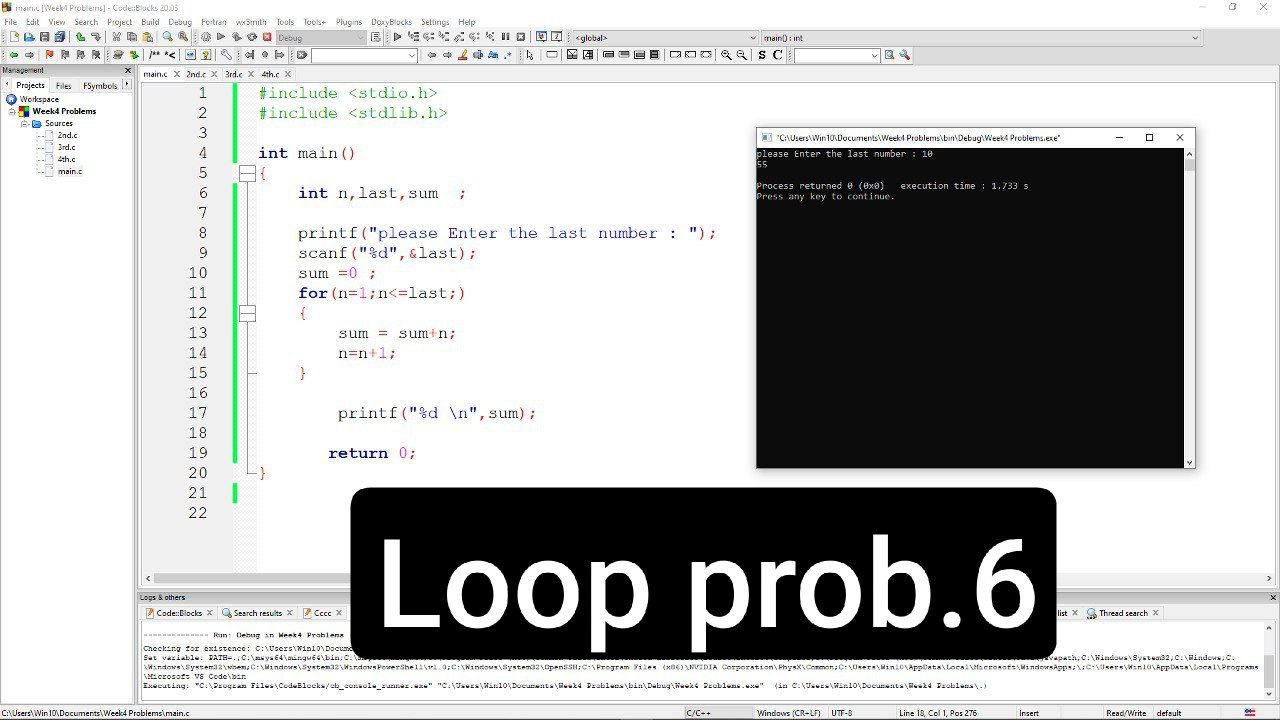 main.c [Week4 Problems] - Code::Blocks 20.03
File Edit View Search Project Build Debug Fortran wxSmith Tools Tools+ Plugins DoxyBlocks Settings Help
Debug
<global>
main() : int
/** *<
S C
Management
Projects Files FSymbols
Workspace
Week4 Problems
Sources
2nd.c
3rd.c
4th.c
main.c
main.c 2nd.c 3rd.c 4th.c
1 #include <stdio.h>
2 #include <stdlib.h>
3
4 int main()
5 {
6 int n,last,sum ;
7
8 printf("please Enter the last number : ");
9 scanf("%d",&last);
10 sum =0 ;
11 for(n=1;n<=last;)
12 {
13 sum = sum+n;
14 n=n+1;
15 }
16
17 printf("%d \n",sum);
18
19 return 0;
20 }
21
22
"C:\Users\Win10\Documents\Week4 Problems\bin\Debug\Week4 Problems.exe"
please Enter the last number : 10
55
Process returned 0 (0x0) execution time : 1.733 s
Press any key to continue.
Loop prob.6
Logs & others
Code::Blocks Search results Cccc
Thread search
-------------- Run: Debug in Week4 Problems
Checking for existence: C:\Users\Win10\Docum
Set variable: PATH=.;C:\msys64\mingw64\bin;C:\
\Windows\System32\wbem;C:\Windows\System32\WindowsPowerShell\v1.0;C:\Windows\System32\OpenSSH;C:\Program Files (x86)\NVIDIA Corporation\PhysX\Common;C:\Users\Win10\AppData\Local\Microsoft\WindowsApps;\;C:\Users\Win10\AppData\Local\Programs
\Microsoft VS Code\bin
Executing: "C:\Program Files\CodeBlocks/cb_console_runner.exe" "C:\Users\Win10\Documents\Week4 Problems\bin\Debug\Week4 Problems.exe" (in C:\Users\Win10\Documents\Week4 Problems\.)
C:\Users\Win10\Documents\Week4 Problems\main.c C/C++ Windows (CR+LF) UTF-8 Line 18, Col 1, Pos 276 Insert Read/Write default